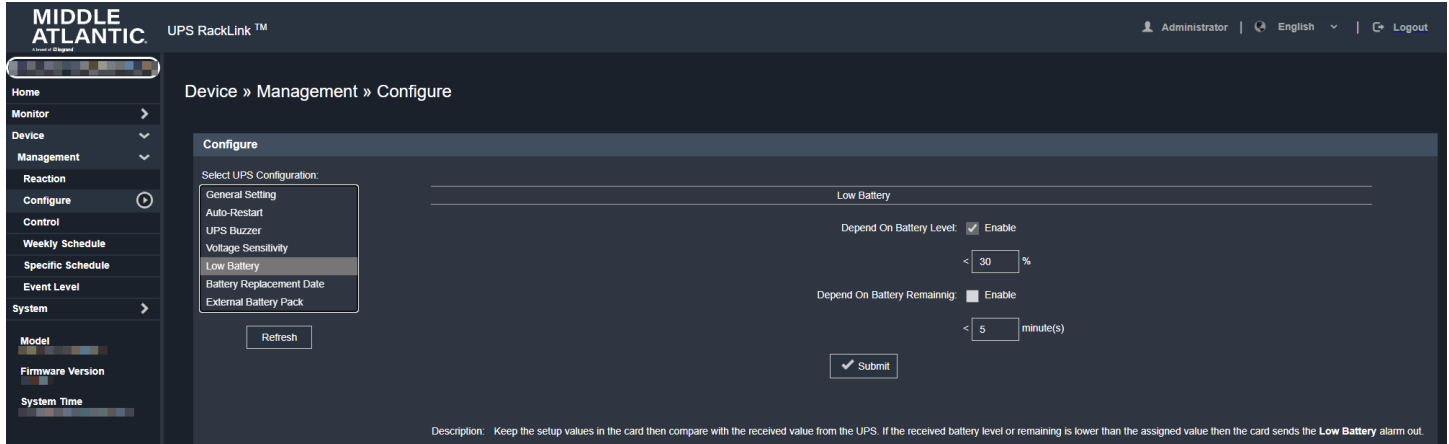 MIDDLE
ATLANTIC
A brand of Legrand
UPS RackLink TM
Administrator | English | Logout
Home
Monitor
Device
Management
Reaction
Configure
Control
Weekly Schedule
Specific Schedule
Event Level
System
Model
Firmware Version
System Time
Device » Management » Configure
Configure
Select UPS Configuration:
General Setting
Auto-Restart
UPS Buzzer
Voltage Sensitivity
Low Battery
Battery Replacement Date
External Battery Pack
Refresh
Low Battery
Depend On Battery Level: Enable
< 30 %
Depend On Battery Remainnig: Enable
< 5 minute(s)
Submit
Description: Keep the setup values in the card then compare with the received value from the UPS. If the received battery level or remaining is lower than the assigned value then the card sends the Low Battery alarm out.